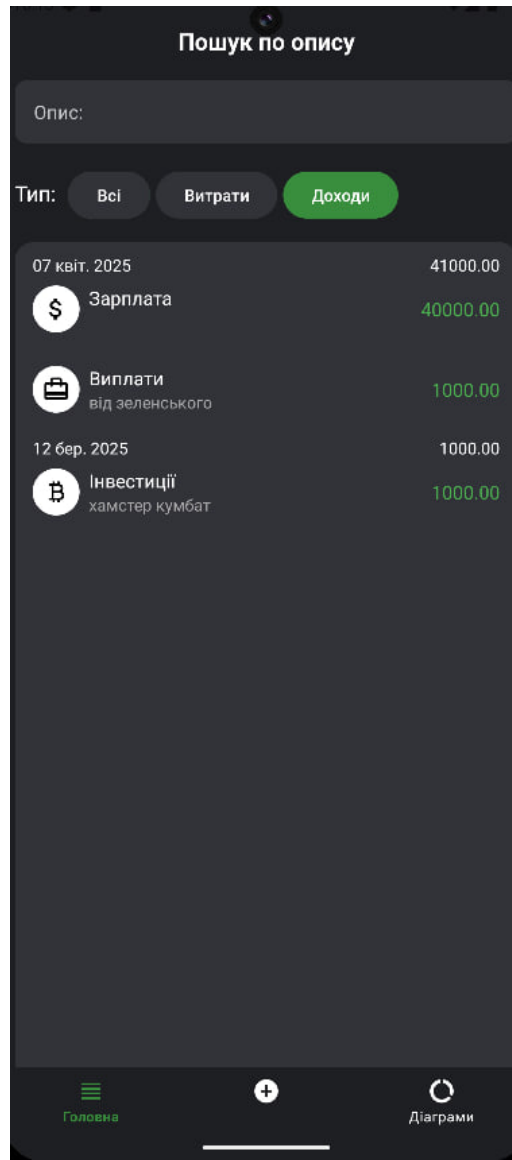 Пошук по опису
Опис:
Тип: Всі Витрати Доходи
07 квіт. 2025 41000.00
Зарплата 40000.00
Виплати 1000.00
від зеленського
12 бер. 2025 1000.00
Інвестиції 1000.00
хамстер кумбат
Головна Діаграми